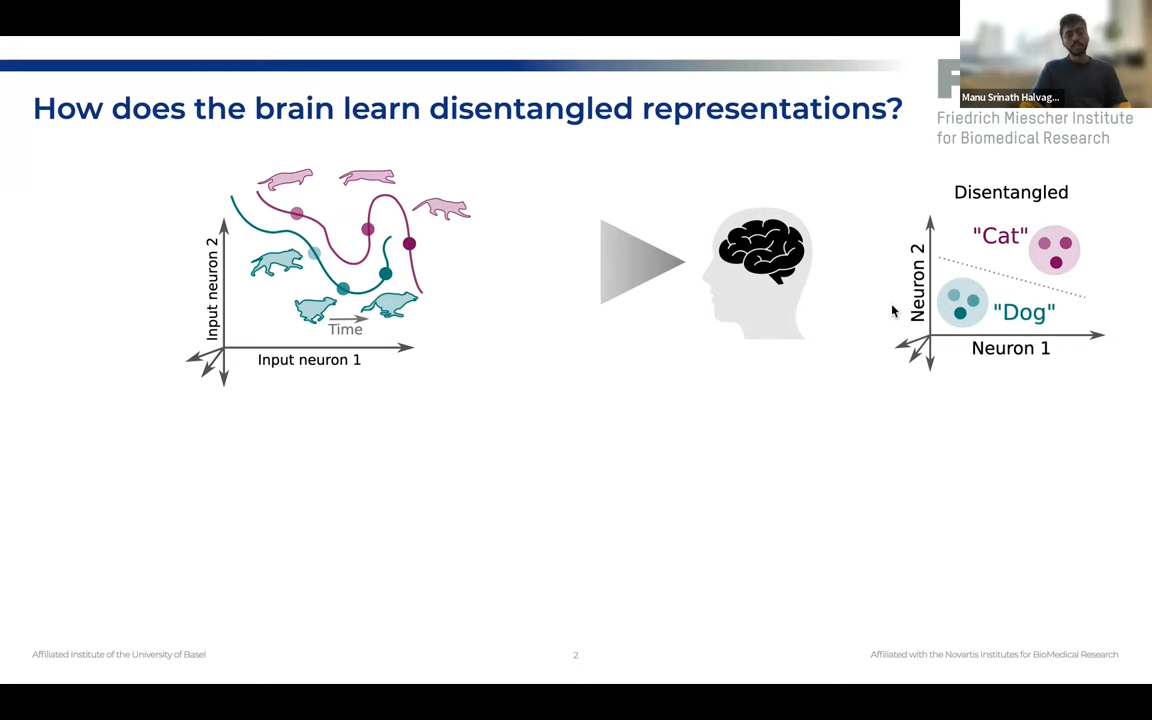 Manu Srinath Halvag...
How does the brain learn disentangled representations?
F
Friedrich Miescher Institute
for Biomedical Research
Input neuron 2
Time
Input neuron 1
Disentangled
"Cat"
"Dog"
Neuron 2
Neuron 1
Affiliated Institute of the University of Basel
2
Affiliated with the Novartis Institutes for BioMedical Research